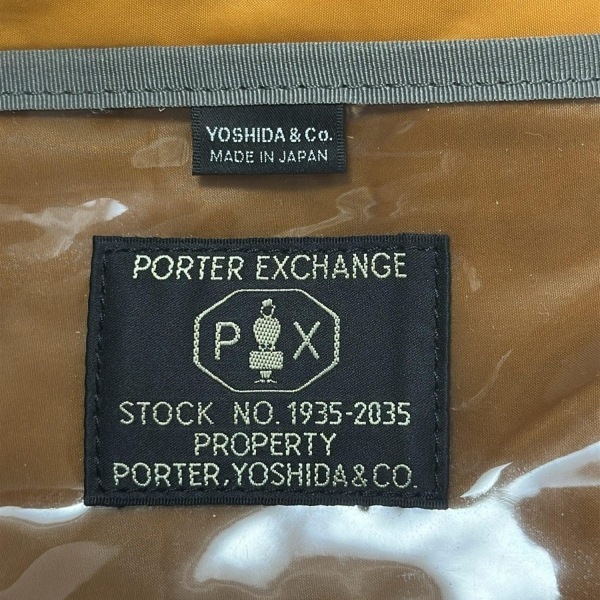 YOSHIDA & Co.
MADE IN JAPAN
PORTER EXCHANGE
P X
STOCK NO. 1935-2035
PROPERTY
PORTER, YOSHIDA & CO.